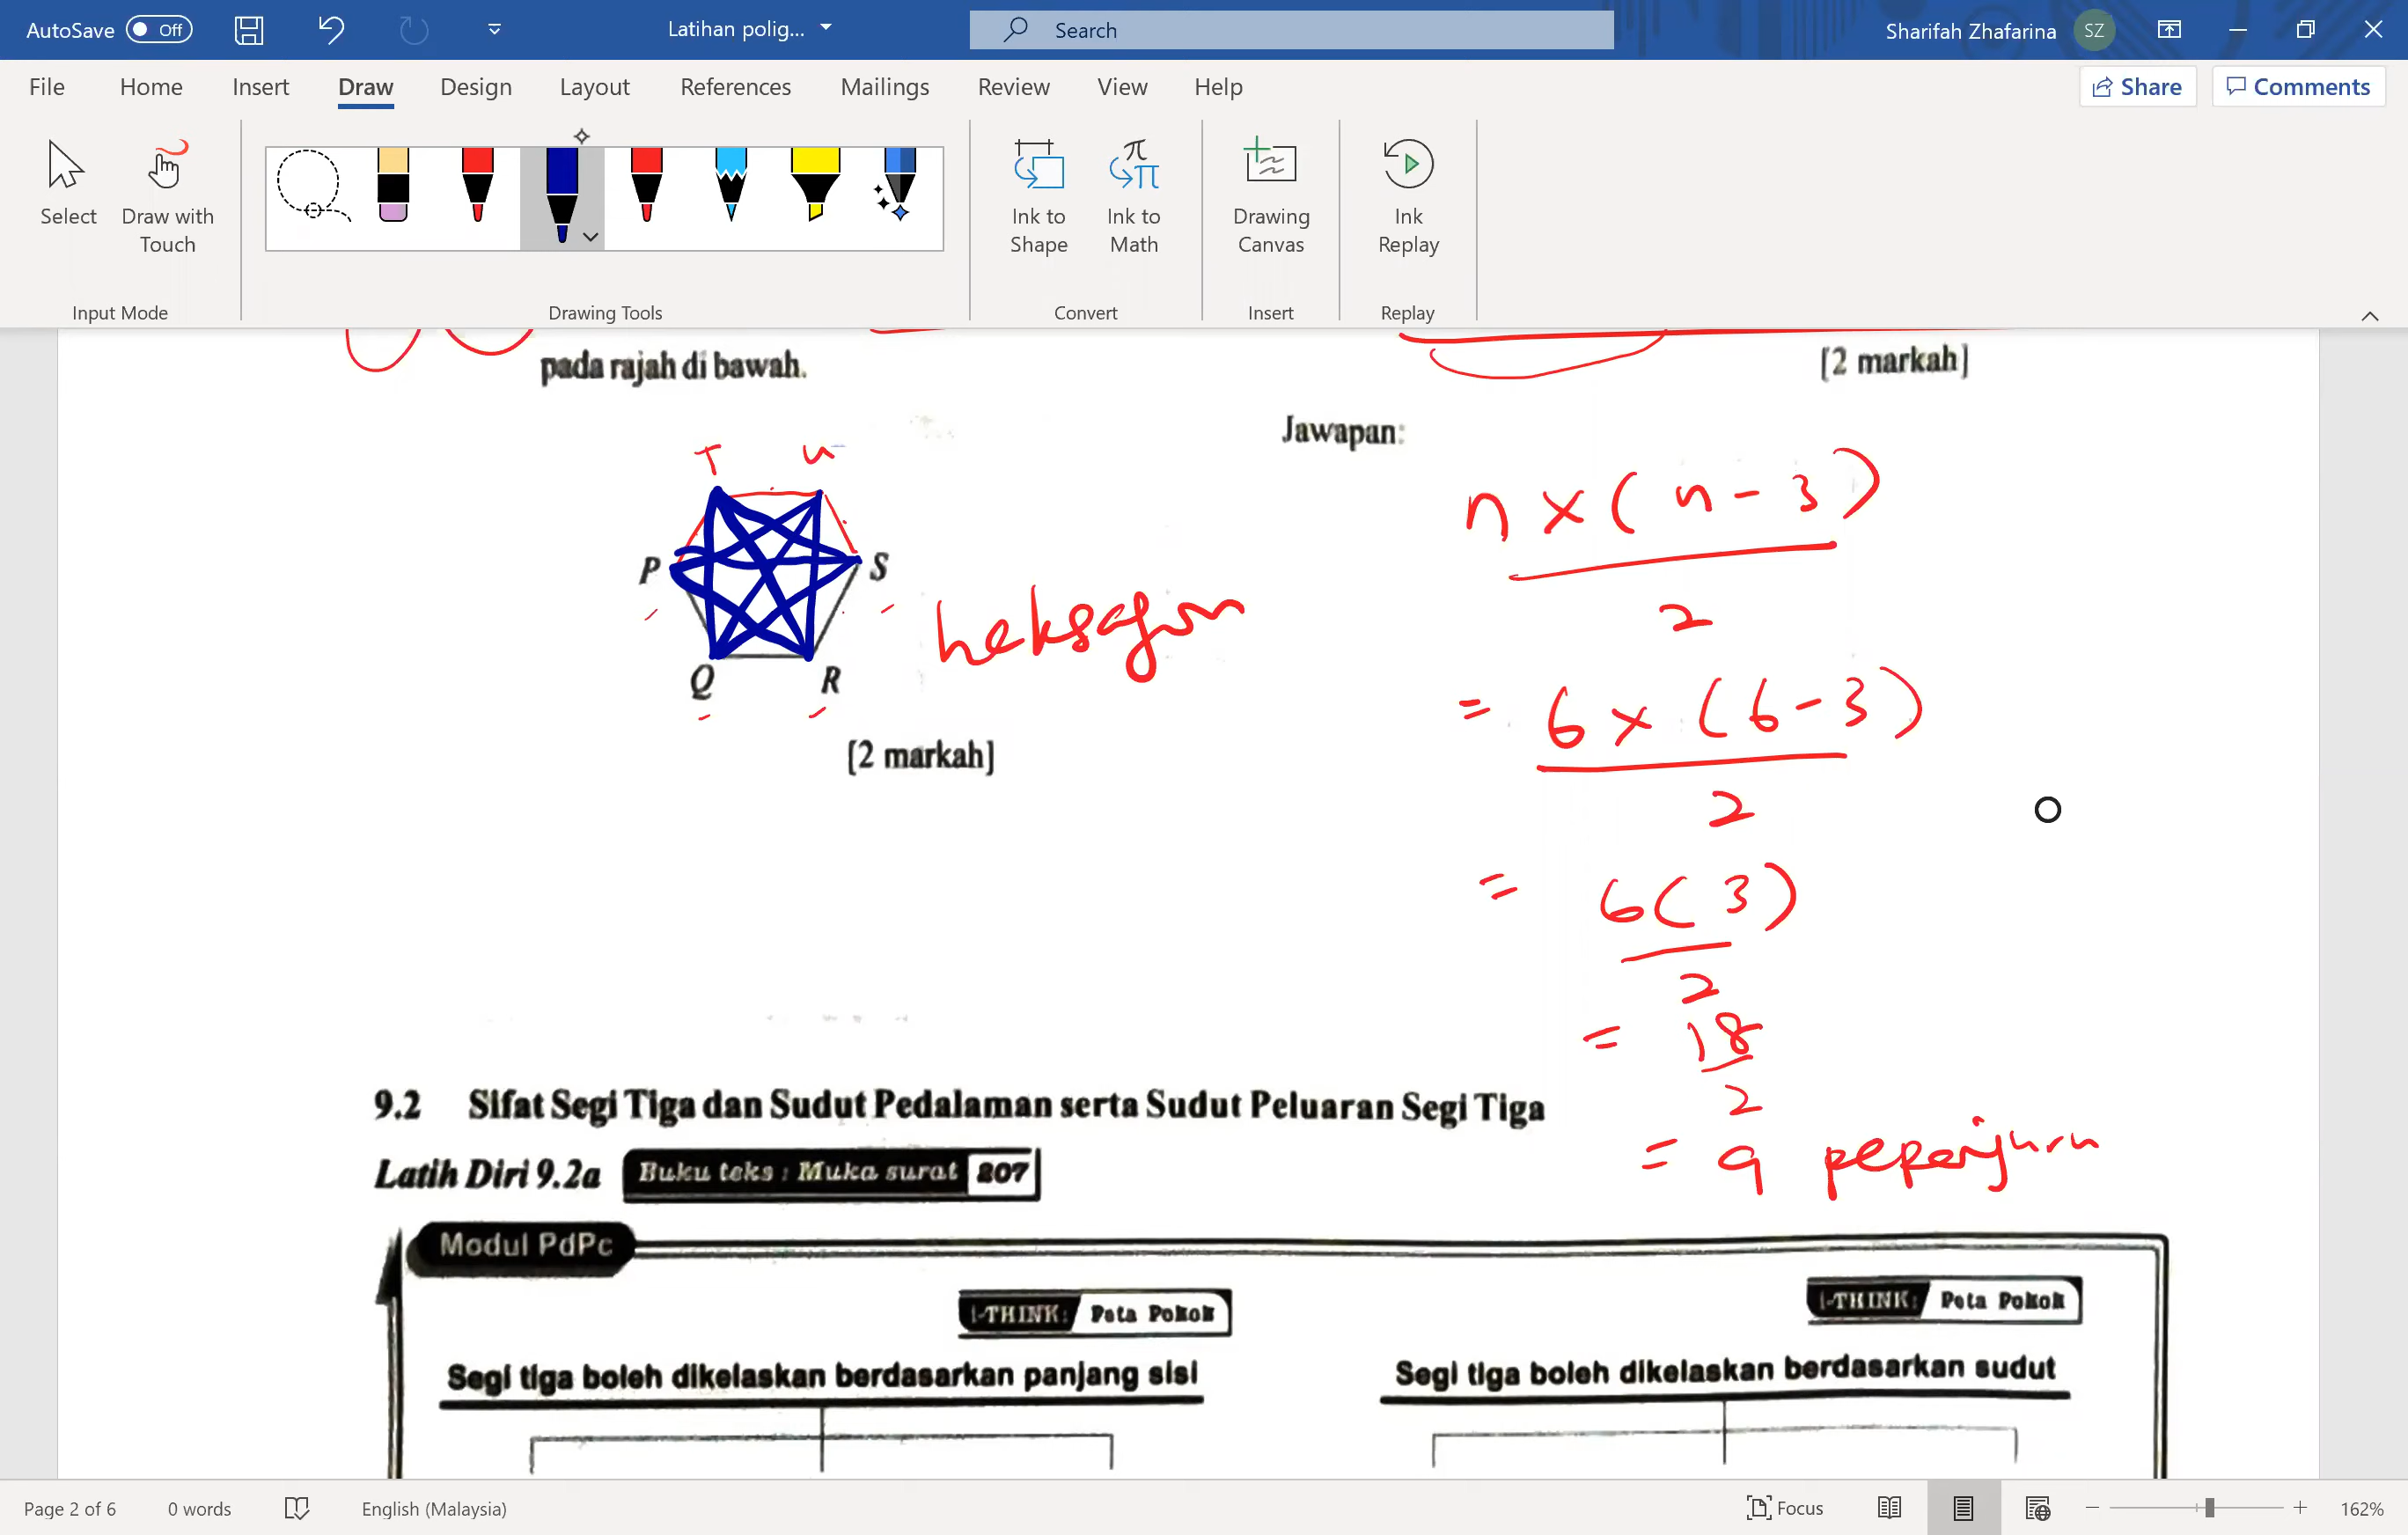 AutoSave Off Latihan polig... Search Sharifah Zhafarina SZ
File Home Insert Draw Design Layout References Mailings Review View Help Share Comments
Select Draw with Touch
Ink to Shape Ink to Math Drawing Canvas Ink Replay
Input Mode Drawing Tools Convert Insert Replay
pada rajah di bawah.
[2 markah]
Jawapan:
T U
P S
Q R
heksagon
[2 markah]
n × (n - 3)
2
= 6 × (6 - 3)
2
= 6(3)
2
= 18
2
= 9 pepenjuru
9.2 Sifat Segi Tiga dan Sudut Pedalaman serta Sudut Peluaran Segi Tiga
Latih Diri 9.2a Buku teks : Muka surat 207
Modul PdPc
i-THINK: Peta Pokok
i-THINK: Peta Pokok
Segi tiga boleh dikelaskan berdasarkan panjang sisi
Segi tiga boleh dikelaskan berdasarkan sudut
Page 2 of 6 0 words English (Malaysia) Focus 162%